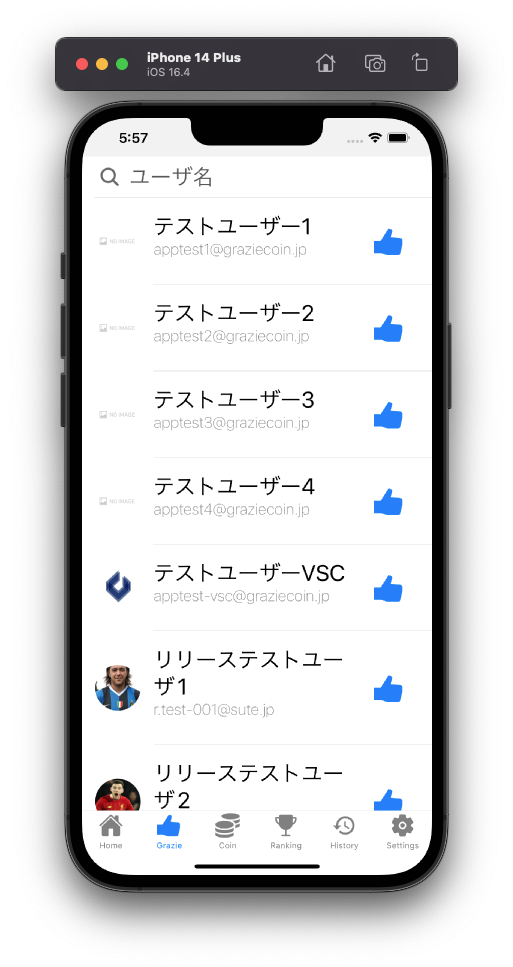 iPhone 14 Plus
iOS 16.4
5:57
ユーザ名
テストユーザー1
apptest1@graziecoin.jp
NO IMAGE
テストユーザー2
apptest2@graziecoin.jp
NO IMAGE
テストユーザー3
apptest3@graziecoin.jp
NO IMAGE
テストユーザー4
apptest4@graziecoin.jp
NO IMAGE
テストユーザーVSC
apptest-vsc@graziecoin.jp
リリーステストユー
ザ1
r.test-001@sute.jp
リリーステストユー
ザ2
Home Grazie Coin Ranking History Settings